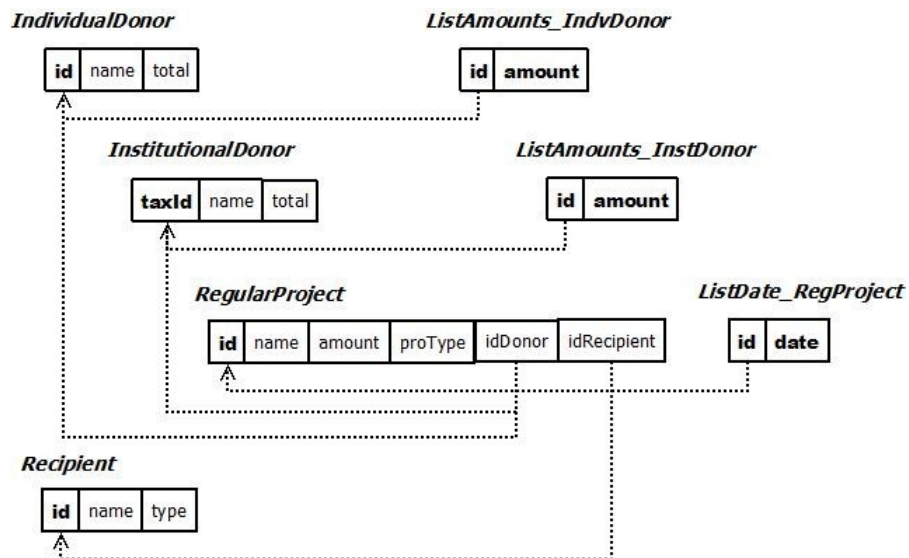 IndividualDonor ListAmounts_IndvDonor
id name total id amount
InstitutionalDonor ListAmounts_InstDonor
taxId name total id amount
RegularProject ListDate_RegProject
id name amount proType idDonor idRecipient id date
Recipient
id name type